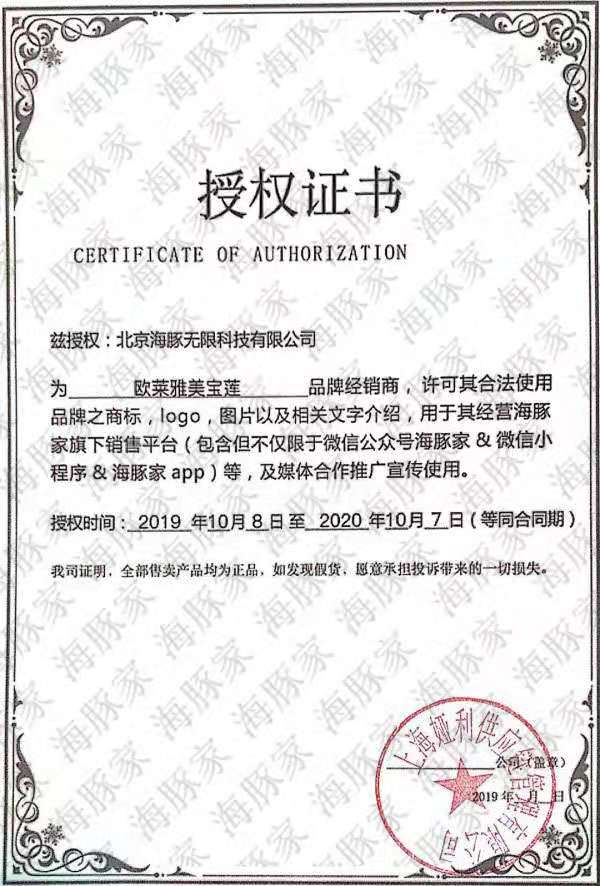 授权证书
CERTIFICATE OF AUTHORIZATION
兹授权：北京海豚无限科技有限公司
为 欧莱雅美宝莲 品牌经销商，许可其合法使用
品牌之商标，logo，图片以及相关文字介绍，用于其经营海豚
家旗下销售平台（包含但不仅限于微信公众号海豚家 & 微信小
程序 & 海豚家 app）等，及媒体合作推广宣传使用。
授权时间：2019 年10月 8 日 至 2020 年10月 7 日（等同合同期）
我司证明，全部售卖产品均为正品，如发现假货，愿意承担投诉带来的一切损失。
上海娅利供应链管理有限公司
公司（盖章）
2019 年 月 日
海豚家